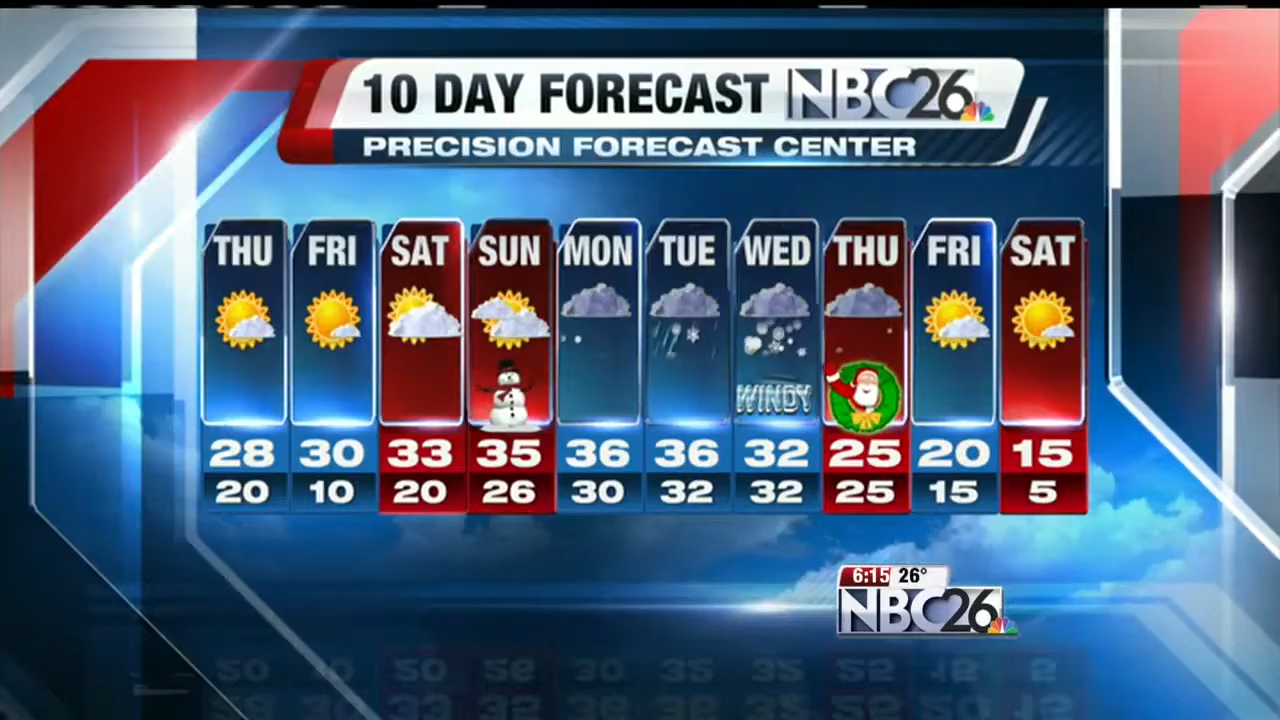 10 DAY FORECAST NBC26
PRECISION FORECAST CENTER
THU FRI SAT SUN MON TUE WED THU FRI SAT
WINDY
28 30 33 35 36 36 32 25 20 15
20 10 20 26 30 32 32 25 15 5
6:15 26°
NBC26